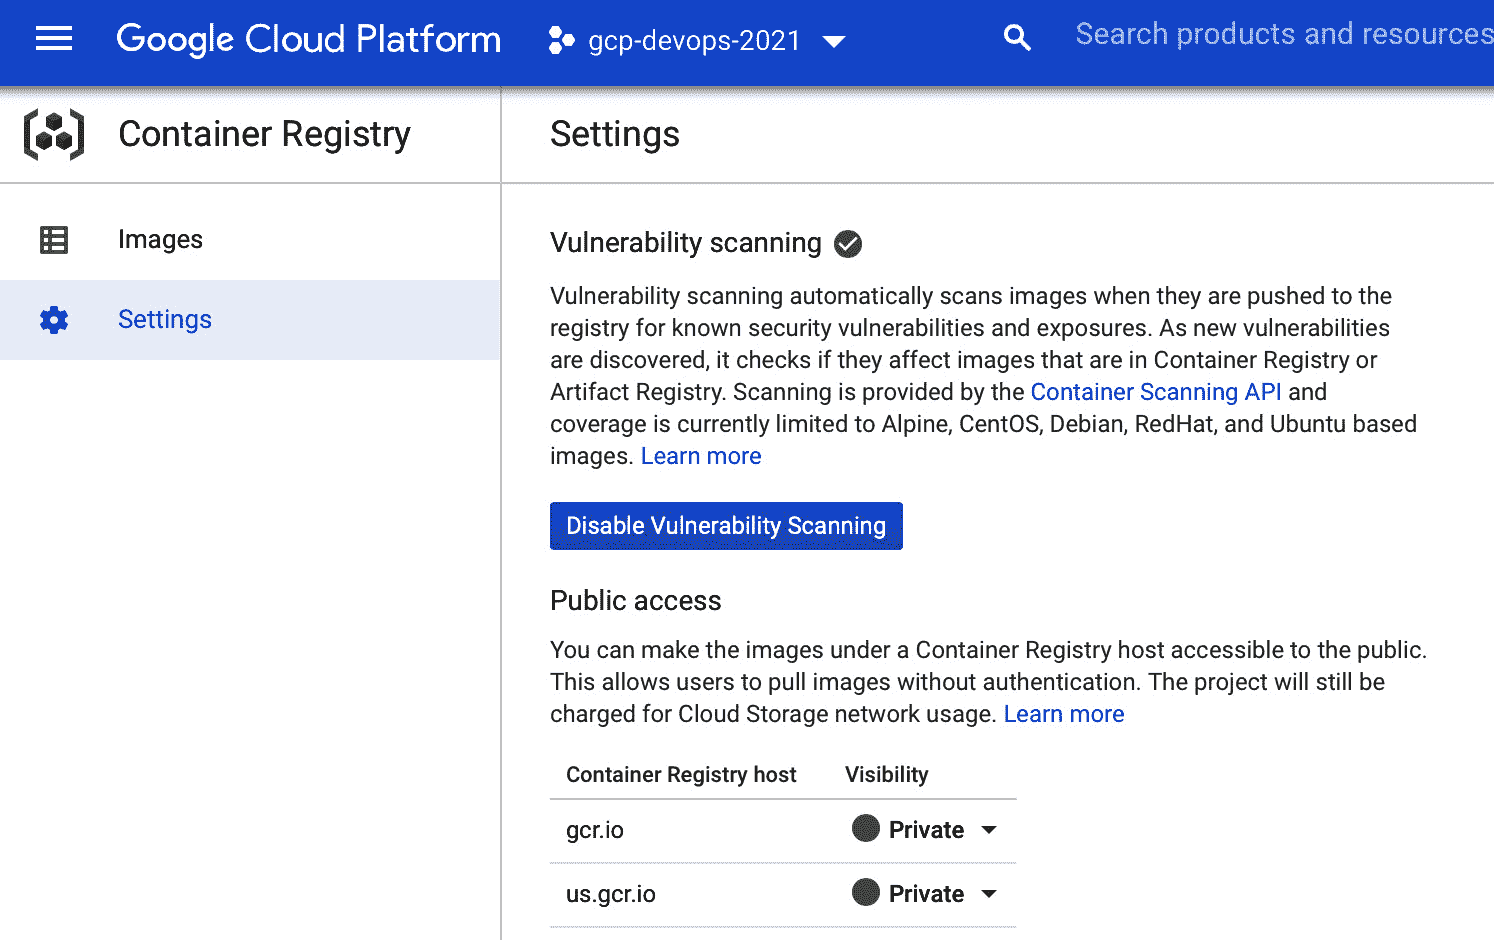 Google Cloud Platform
gcp-devops-2021
Search products and resources
Container Registry
Settings
Images
Settings
Vulnerability scanning
Vulnerability scanning automatically scans images when they are pushed to the
registry for known security vulnerabilities and exposures. As new vulnerabilities
are discovered, it checks if they affect images that are in Container Registry or
Artifact Registry. Scanning is provided by the Container Scanning API and
coverage is currently limited to Alpine, CentOS, Debian, RedHat, and Ubuntu based
images. Learn more
Disable Vulnerability Scanning
Public access
You can make the images under a Container Registry host accessible to the public.
This allows users to pull images without authentication. The project will still be
charged for Cloud Storage network usage. Learn more
Container Registry host Visibility
gcr.io Private
us.gcr.io Private